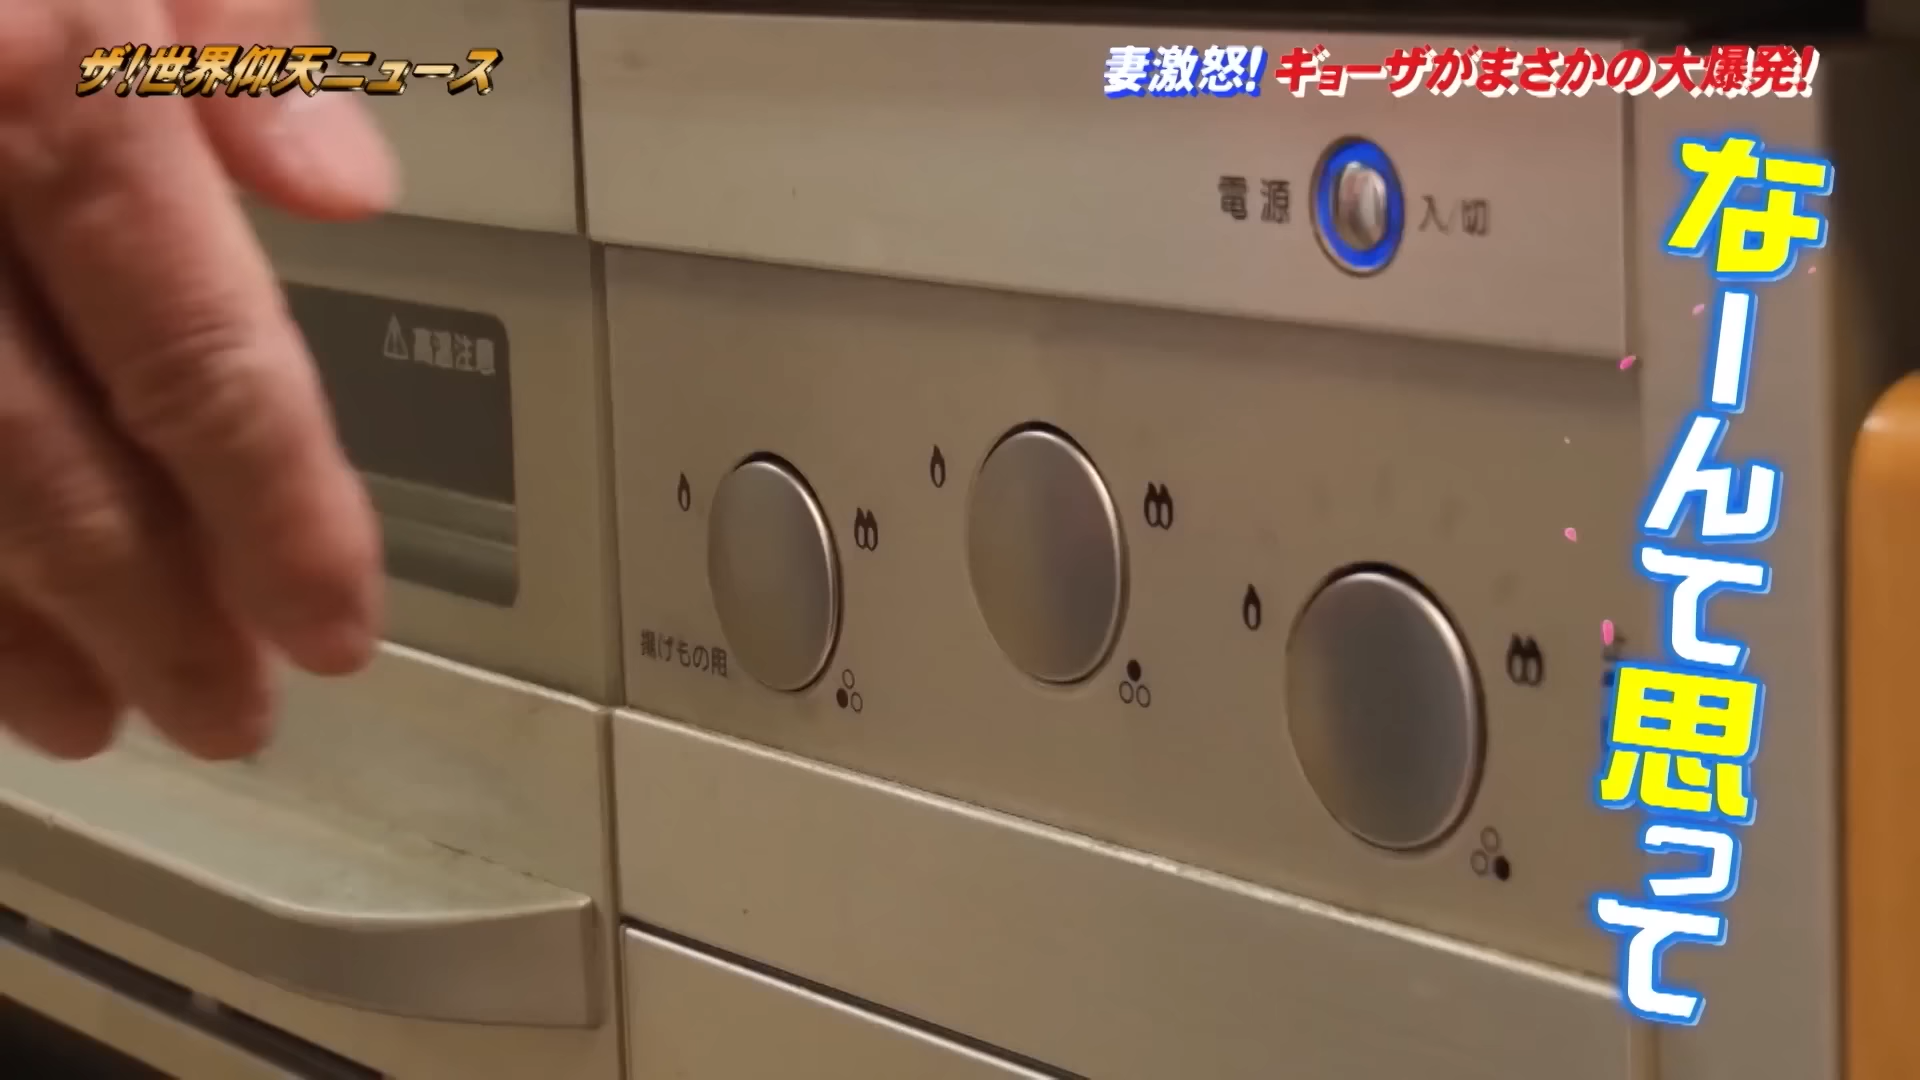 ザ!世界仰天ニュース
妻激怒!ギョーザがまさかの大爆発!
なーんて思って
電源
入/切
高温注意
揚げもの用